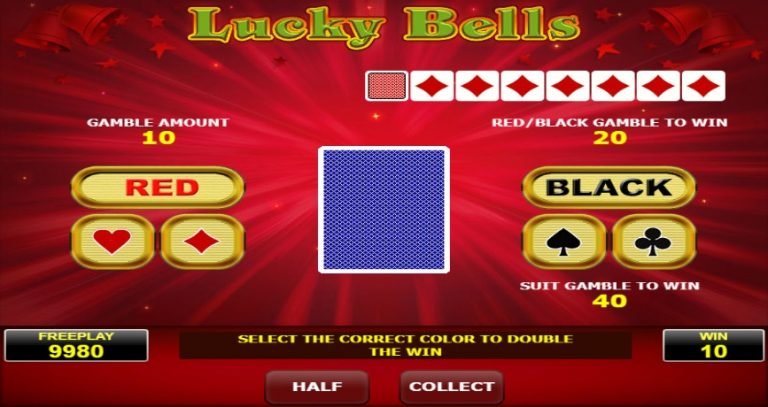 Lucky Bells
GAMBLE AMOUNT
10
RED/BLACK GAMBLE TO WIN
20
RED
BLACK
SUIT GAMBLE TO WIN
40
FREEPLAY
9980
SELECT THE CORRECT COLOR TO DOUBLE
THE WIN
WIN
10
HALF
COLLECT